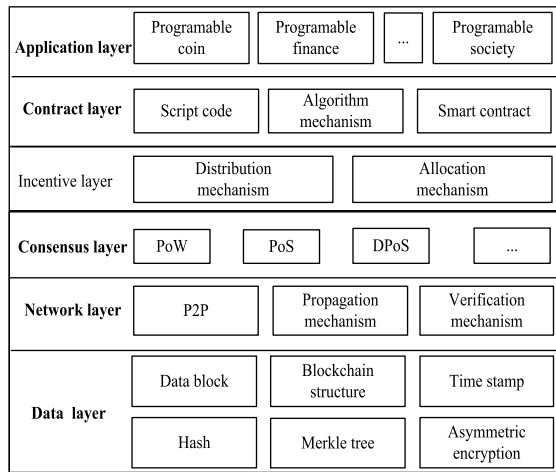 Application layer
Programable
coin
Programable
finance
...
Programable
society
Contract layer
Script code
Algorithm
mechanism
Smart contract
Incentive layer
Distribution
mechanism
Allocation
mechanism
Consensus layer
PoW
PoS
DPoS
...
Network layer
P2P
Propagation
mechanism
Verification
mechanism
Data layer
Data block
Blockchain
structure
Time stamp
Hash
Merkle tree
Asymmetric
encryption